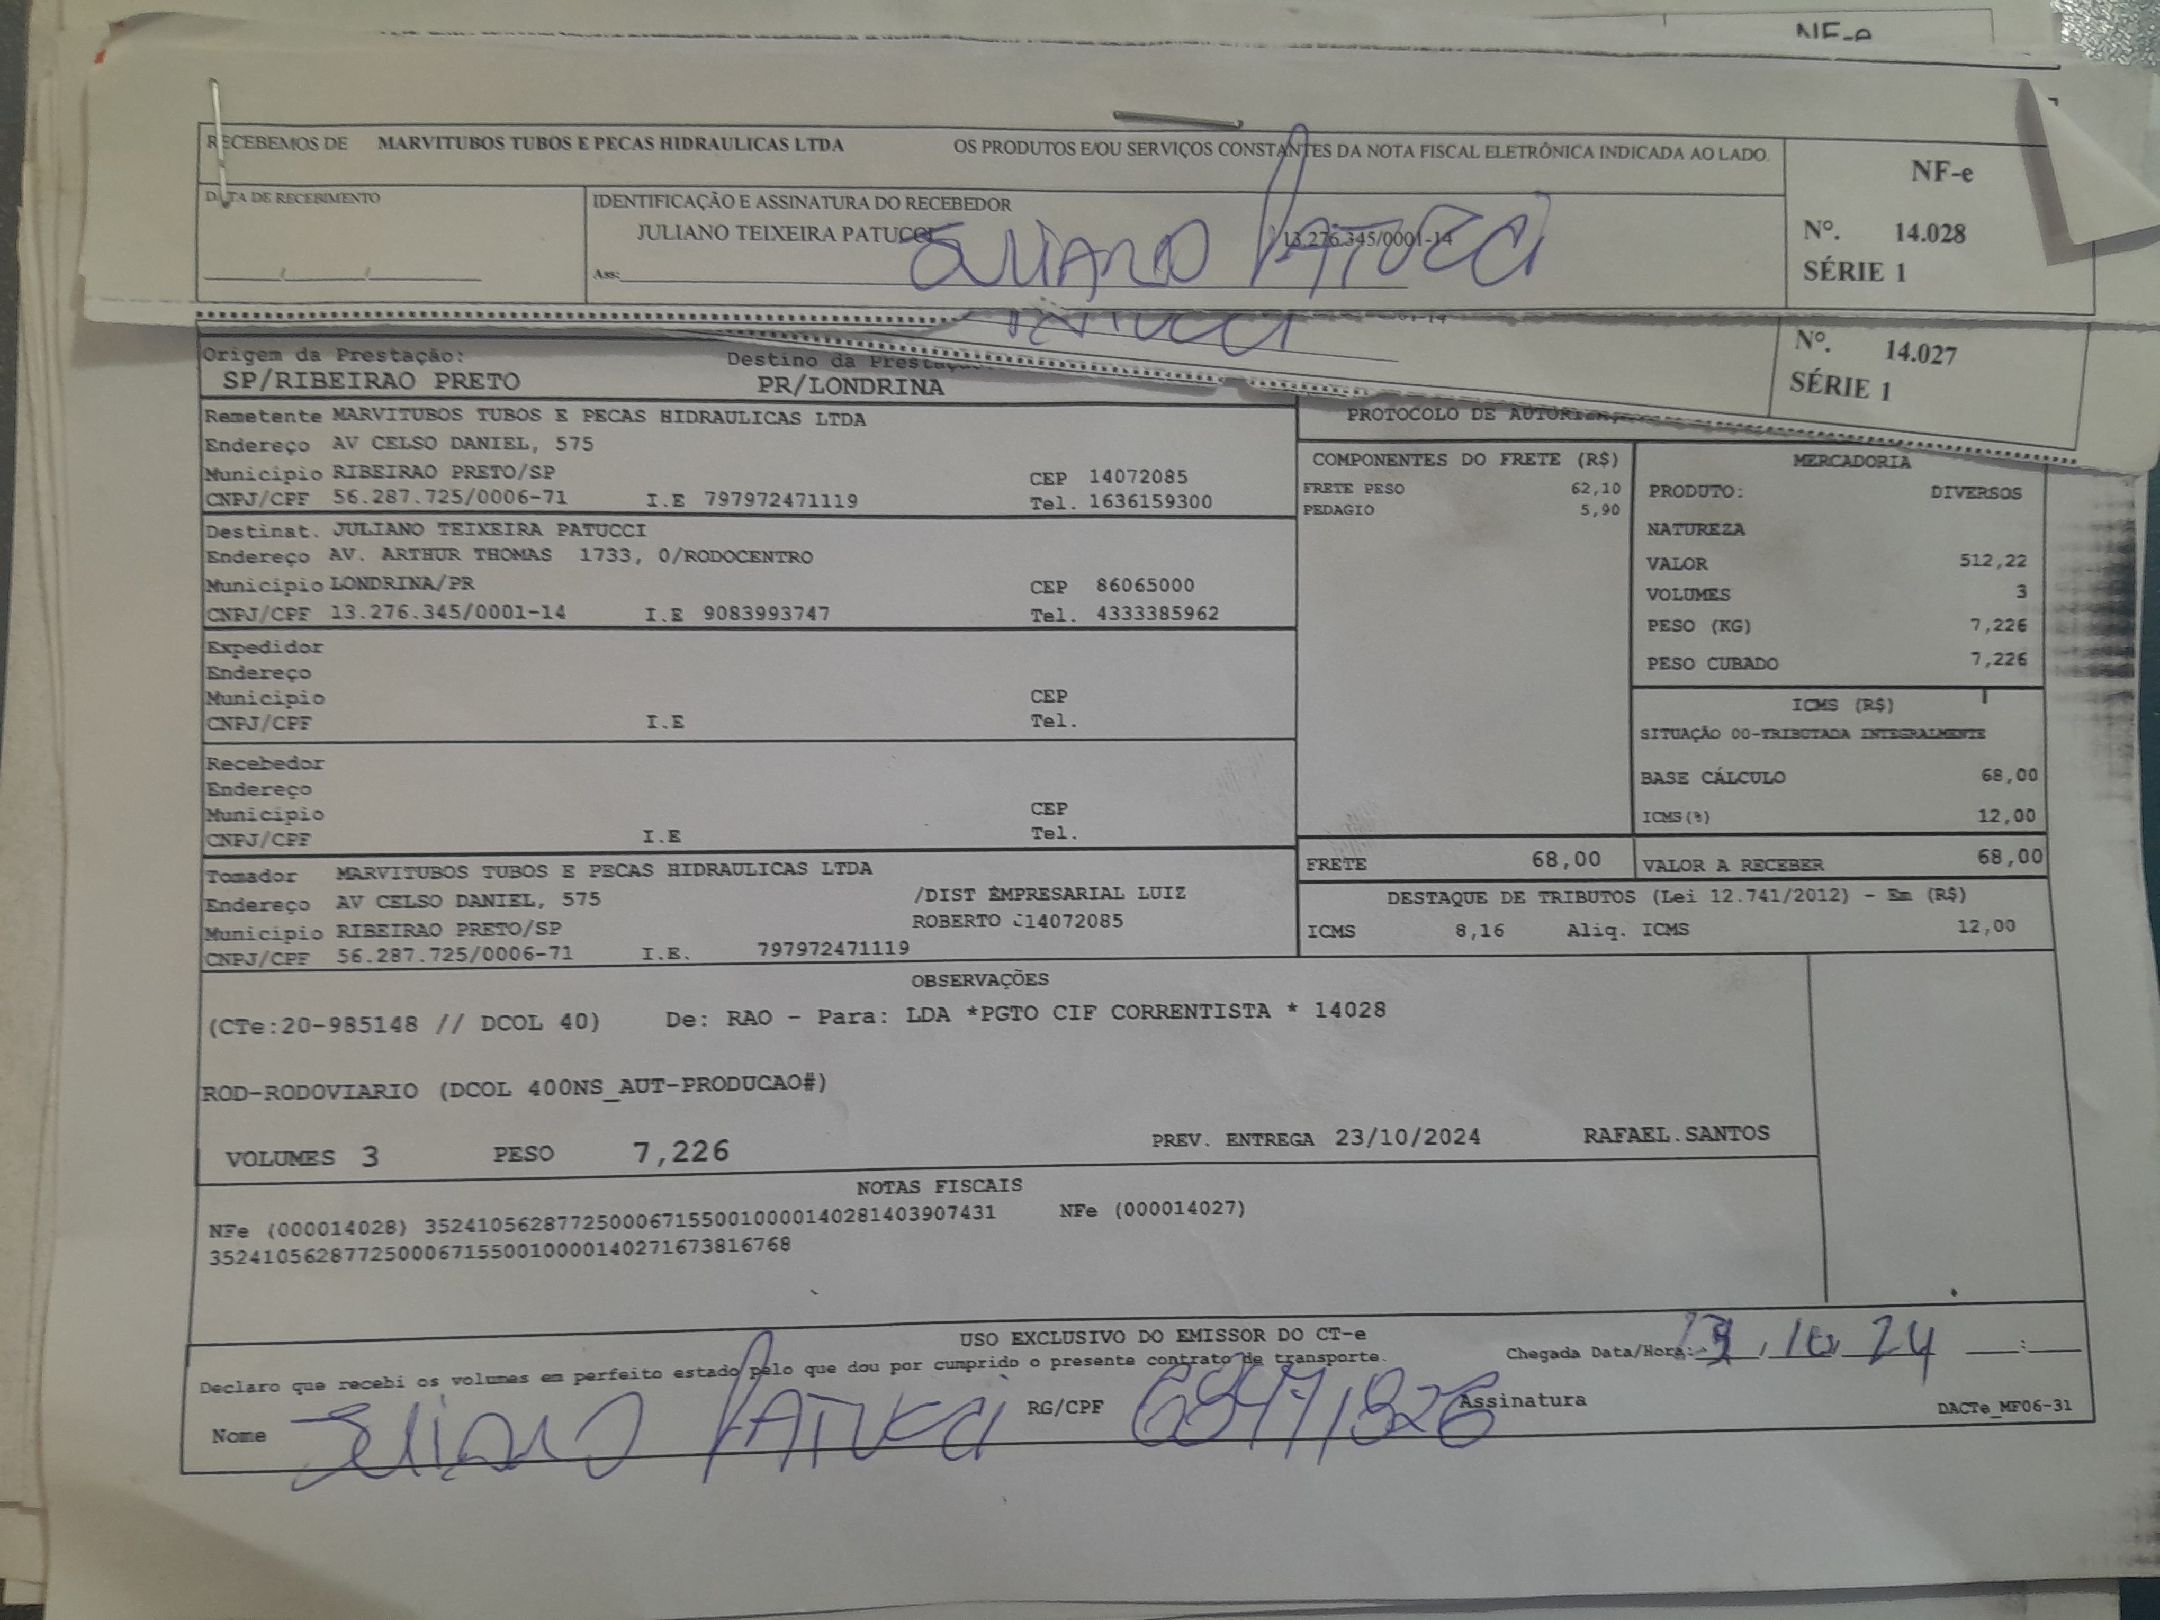 NF-e
RECEBEMOS DE MARVITUBOS TUBOS E PECAS HIDRAULICAS LTDA OS PRODUTOS E/OU SERVIÇOS CONSTANTES DA NOTA FISCAL ELETRÔNICA INDICADA AO LADO.
NF-e
DATA DE RECEBIMENTO
IDENTIFICAÇÃO E ASSINATURA DO RECEBEDOR
JULIANO TEIXEIRA PATUCCI 13.276.345/0001-14
Nº. 14.028
Ass: JULIANO PATUCCI
SÉRIE 1
PATUCCI
Nº. 14.027
SÉRIE 1
Origem da Prestação: Destino da Prestaç
SP/RIBEIRAO PRETO PR/LONDRINA
Remetente MARVITUBOS TUBOS E PECAS HIDRAULICAS LTDA
Endereço AV CELSO DANIEL, 575
Municipio RIBEIRAO PRETO/SP CEP 14072085
CNPJ/CPF 56.287.725/0006-71 I.E 797972471119 Tel. 1636159300
Destinat. JULIANO TEIXEIRA PATUCCI
Endereço AV. ARTHUR THOMAS 1733, 0/RODOCENTRO
Municipio LONDRINA/PR CEP 86065000
CNPJ/CPF 13.276.345/0001-14 I.E 9083993747 Tel. 4333385962
Expedidor
Endereço
Municipio CEP
CNPJ/CPF I.E Tel.
Recebedor
Endereço
Municipio CEP
CNPJ/CPF I.E Tel.
Tomador MARVITUBOS TUBOS E PECAS HIDRAULICAS LTDA
Endereço AV CELSO DANIEL, 575 /DIST EMPRESARIAL LUIZ
Municipio RIBEIRAO PRETO/SP ROBERTO 14072085
CNPJ/CPF 56.287.725/0006-71 I.E. 797972471119
PROTOCOLO DE AUTORIZAÇ
COMPONENTES DO FRETE (R$)
FRETE PESO 62,10
PEDAGIO 5,90
MERCADORIA
PRODUTO: DIVERSOS
NATUREZA
VALOR 512,22
VOLUMES 3
PESO (KG) 7,226
PESO CUBADO 7,226
ICMS (R$)
SITUAÇÃO 00-TRIBUTADA INTEGRALMENTE
BASE CÁLCULO 68,00
ICMS(%) 12,00
FRETE 68,00 VALOR A RECEBER 68,00
DESTAQUE DE TRIBUTOS (Lei 12.741/2012) - Em (R$)
ICMS 8,16 Aliq. ICMS 12,00
OBSERVAÇÕES
(CTe:20-985148 // DCOL 40) De: RAO - Para: LDA *PGTO CIF CORRENTISTA * 14028
ROD-RODOVIARIO (DCOL 400NS_AUT-PRODUCAO#)
VOLUMES 3 PESO 7,226 PREV. ENTREGA 23/10/2024 RAFAEL.SANTOS
NOTAS FISCAIS
NFe (000014028) 35241056287725000671550010000140281403907431 NFe (000014027)
35241056287725000671550010000140271673816768
USO EXCLUSIVO DO EMISSOR DO CT-e
Declaro que recebi os volumes em perfeito estado pelo que dou por cumprido o presente contrato de transporte. Chegada Data/Hora: 10 24 :
Nome JULIANO PATUCCI RG/CPF Assinatura
DACTe_MF06-31